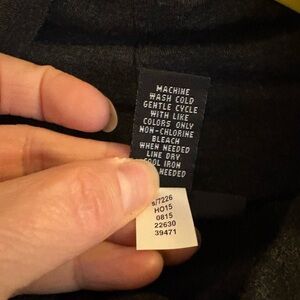 MACHINE
WASH COLD
GENTLE CYCLE
WITH LIKE
COLORS ONLY
NON-CHLORINE
BLEACH
WHEN NEEDED
LINE DRY
COOL IRON
NEEDED
s/7226
HO15
0815
22630
39471